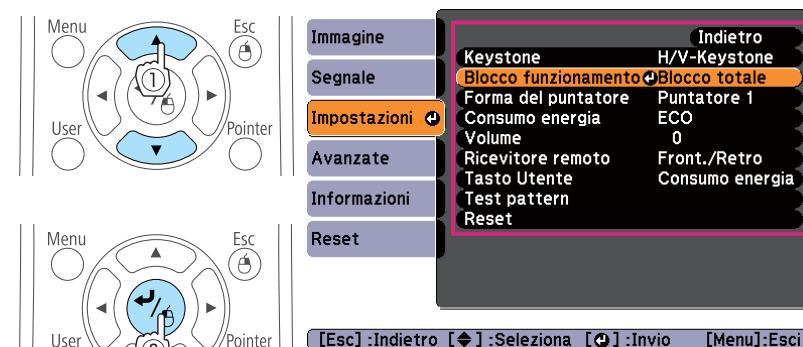 Menu
Esc
①
User
Pointer
Menu
Esc
User
Pointer
Immagine
Segnale
Impostazioni
Avanzate
Informazioni
Reset
Indietro
Keystone H/V-Keystone
Blocco funzionamento Blocco totale
Forma del puntatore Puntatore 1
Consumo energia ECO
Volume 0
Ricevitore remoto Front./Retro
Tasto Utente Consumo energia
Test pattern
Reset
[Esc] :Indietro [◆] :Seleziona [⏎] :Invio [Menu]:Esci